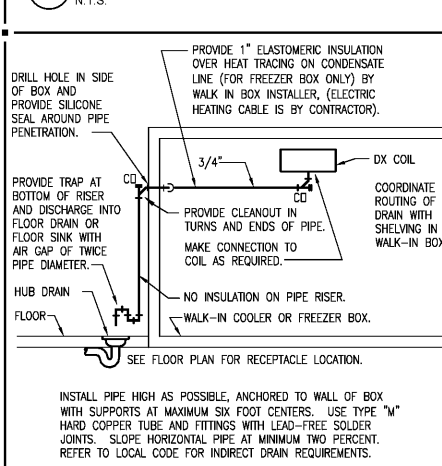 N.T.S.
PROVIDE 1" ELASTOMERIC INSULATION
OVER HEAT TRACING ON CONDENSATE
LINE (FOR FREEZER BOX ONLY) BY
WALK IN BOX INSTALLER, (ELECTRIC
HEATING CABLE IS BY CONTRACTOR).
DRILL HOLE IN SIDE
OF BOX AND
PROVIDE SILICONE
SEAL AROUND PIPE
PENETRATION.
3/4"
DX COIL
CO
CO
PROVIDE TRAP AT
BOTTOM OF RISER
AND DISCHARGE INTO
FLOOR DRAIN OR
FLOOR SINK WITH
AIR GAP OF TWICE
PIPE DIAMETER.
COORDINATE
ROUTING OF
DRAIN WITH
SHELVING IN
WALK-IN BOX
PROVIDE CLEANOUT IN
TURNS AND ENDS OF PIPE.
MAKE CONNECTION TO
COIL AS REQUIRED.
HUB DRAIN
NO INSULATION ON PIPE RISER.
FLOOR
WALK-IN COOLER OR FREEZER BOX.
SEE FLOOR PLAN FOR RECEPTACLE LOCATION.
INSTALL PIPE HIGH AS POSSIBLE, ANCHORED TO WALL OF BOX
WITH SUPPORTS AT MAXIMUM SIX FOOT CENTERS. USE TYPE "M"
HARD COPPER TUBE AND FITTINGS WITH LEAD-FREE SOLDER
JOINTS. SLOPE HORIZONTAL PIPE AT MINIMUM TWO PERCENT.
REFER TO LOCAL CODE FOR INDIRECT DRAIN REQUIREMENTS.